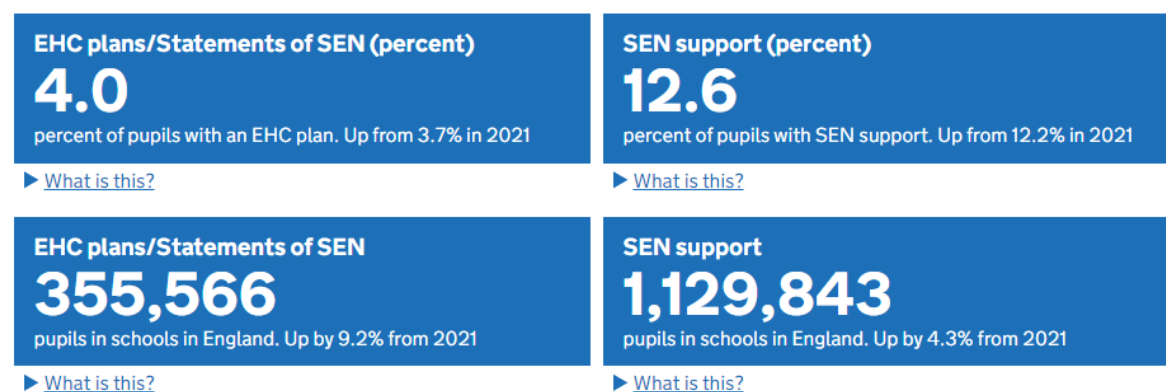 EHC plans/Statements of SEN (percent)
4.0
percent of pupils with an EHC plan. Up from 3.7% in 2021
What is this?
SEN support (percent)
12.6
percent of pupils with SEN support. Up from 12.2% in 2021
What is this?
EHC plans/Statements of SEN
355,566
pupils in schools in England. Up by 9.2% from 2021
What is this?
SEN support
1,129,843
pupils in schools in England. Up by 4.3% from 2021
What is this?